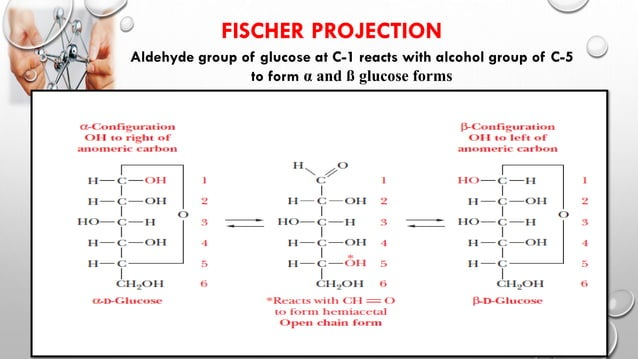 FISCHER PROJECTION
Aldehyde group of glucose at C-1 reacts with alcohol group of C-5
to form α and ß glucose forms
α-Configuration
OH to right of
anomeric carbon
H—C—OH 1
H—C—OH 2
HO—C—H O 3
H—C—OH 4
H—C 5
CH₂OH 6
α-D-Glucose
H O
C 1
H—C—OH 2
HO—C—H 3
H—C—OH 4
H—C—OH* 5
CH₂OH 6
*Reacts with CH═O
to form hemiacetal
Open chain form
β-Configuration
OH to left of
anomeric carbon
HO—C—H 1
H—C—OH 2
HO—C—H O 3
H—C—OH 4
H—C 5
CH₂OH 6
β-D-Glucose